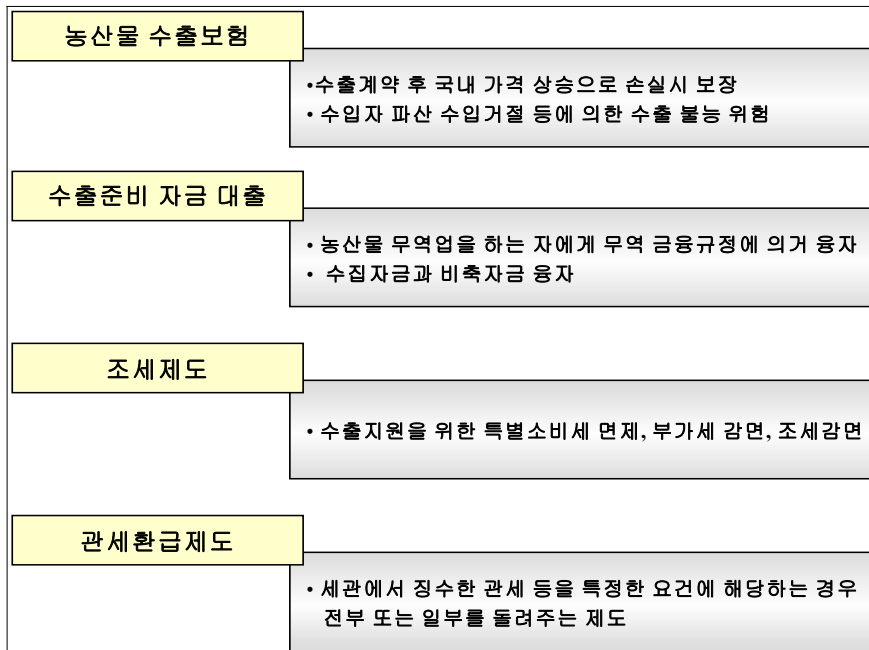 농산물 수출보험
•수출계약 후 국내 가격 상승으로 손실시 보장
• 수입자 파산 수입거절 등에 의한 수출 불능 위험
수출준비 자금 대출
• 농산물 무역업을 하는 자에게 무역 금융규정에 의거 융자
• 수집자금과 비축자금 융자
조세제도
• 수출지원을 위한 특별소비세 면제, 부가세 감면, 조세감면
관세환급제도
• 세관에서 징수한 관세 등을 특정한 요건에 해당하는 경우
전부 또는 일부를 돌려주는 제도